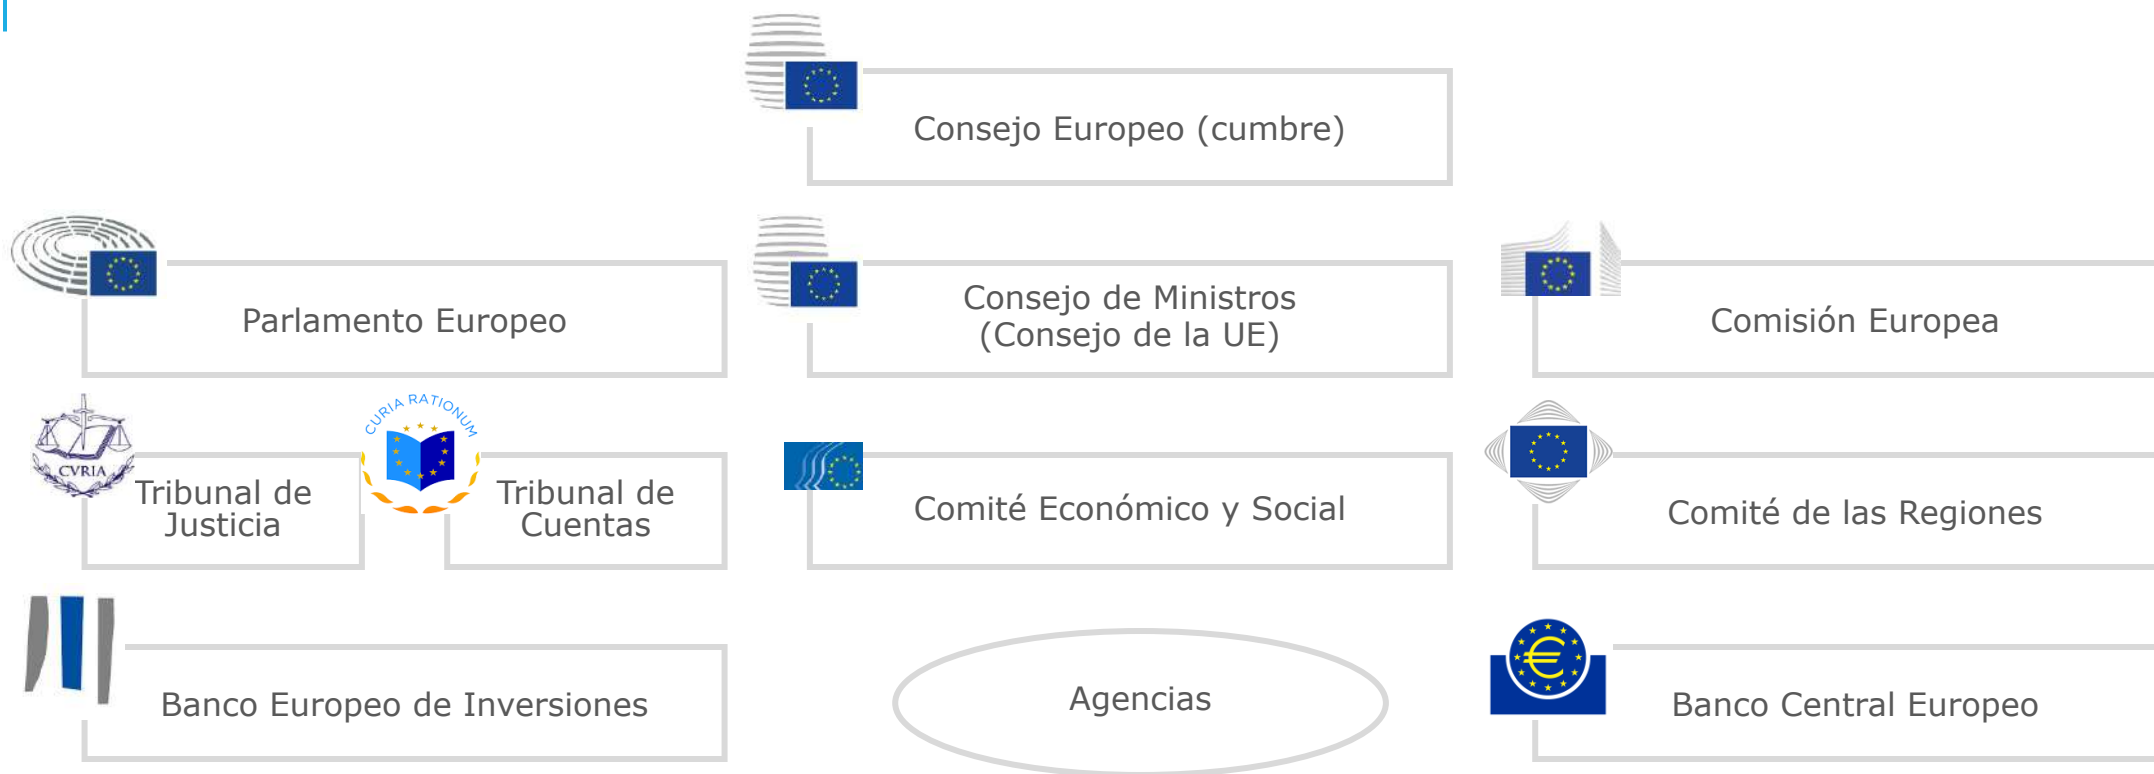 Consejo Europeo (cumbre)
Parlamento Europeo
Consejo de Ministros
(Consejo de la UE)
Comisión Europea
CVRIA
Tribunal de
Justicia
CURIA RATIONUM
Tribunal de
Cuentas
Comité Económico y Social
Comité de las Regiones
Banco Europeo de Inversiones
Agencias
€
Banco Central Europeo